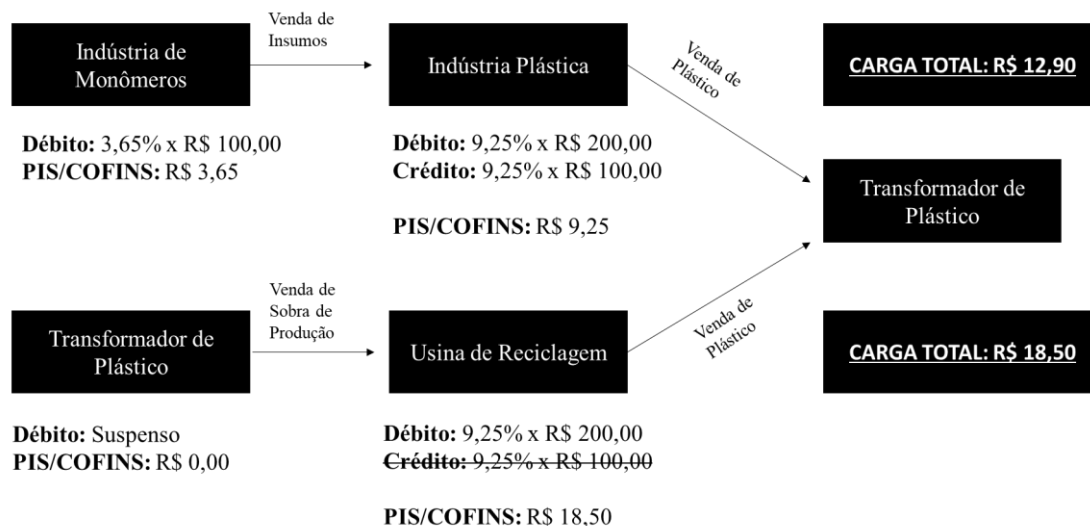 Venda de
Insumos
Indústria de
Monômeros
Indústria Plástica
Venda de
Plástico
CARGA TOTAL: R$ 12,90
Débito: 3,65% x R$ 100,00
PIS/COFINS: R$ 3,65
Débito: 9,25% x R$ 200,00
Crédito: 9,25% x R$ 100,00
PIS/COFINS: R$ 9,25
Transformador de
Plástico
Venda de
Sobra de
Produção
Transformador de
Plástico
Usina de Reciclagem
Venda de
Plástico
CARGA TOTAL: R$ 18,50
Débito: Suspenso
PIS/COFINS: R$ 0,00
Débito: 9,25% x R$ 200,00
Crédito: 9,25% x R$ 100,00
PIS/COFINS: R$ 18,50